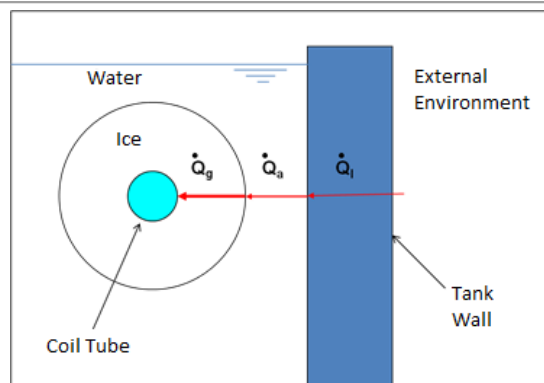 Water
External
Environment
Ice
Q̇g
Q̇a
Q̇l
Tank
Wall
Coil Tube